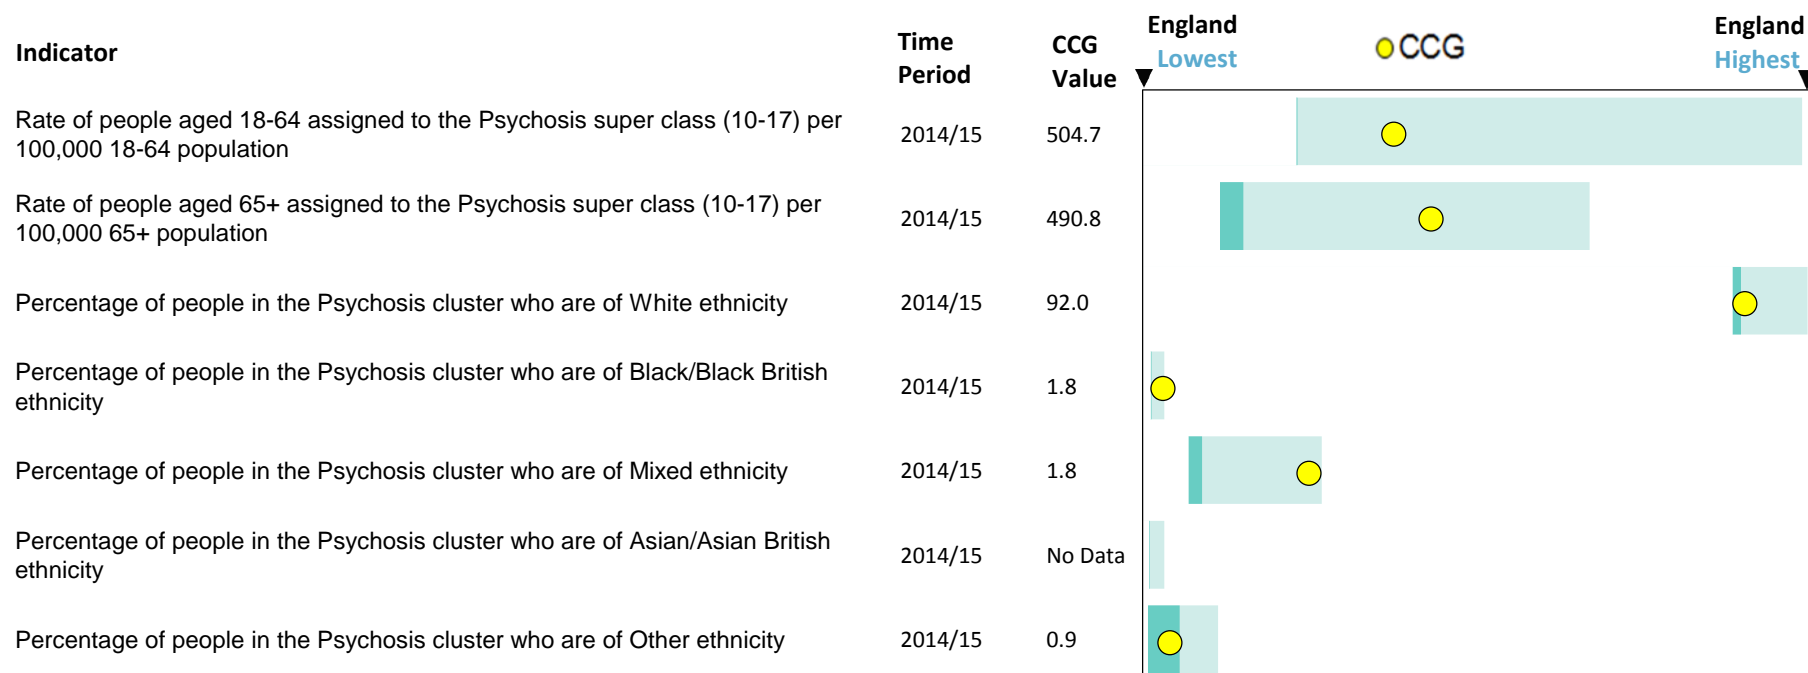 Indicator
Time Period
CCG Value
England Lowest
CCG
England Highest
Rate of people aged 18-64 assigned to the Psychosis super class (10-17) per
100,000 18-64 population
2014/15
504.7
Rate of people aged 65+ assigned to the Psychosis super class (10-17) per
100,000 65+ population
2014/15
490.8
Percentage of people in the Psychosis cluster who are of White ethnicity
2014/15
92.0
Percentage of people in the Psychosis cluster who are of Black/Black British
ethnicity
2014/15
1.8
Percentage of people in the Psychosis cluster who are of Mixed ethnicity
2014/15
1.8
Percentage of people in the Psychosis cluster who are of Asian/Asian British
ethnicity
2014/15
No Data
Percentage of people in the Psychosis cluster who are of Other ethnicity
2014/15
0.9